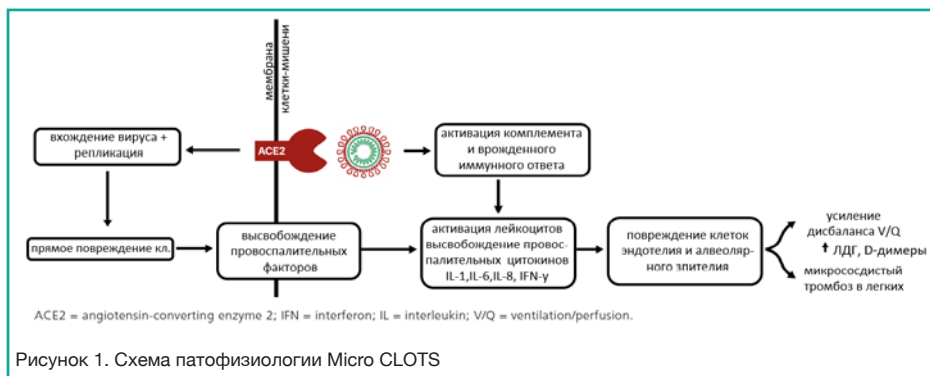 мембрана
клетки-мишени
вхождение вируса +
репликация
ACE2
активация комплемента
и врожденного
иммунного ответа
прямое повреждение кл.
высвобождение
провоспалительных
факторов
активация лейкоцитов
высвобождение провос-
палительных цитокинов
IL-1,IL-6,IL-8, IFN-γ
повреждение клеток
эндотелия и алвеоляр-
ного эпителия
усиление
дисбаланса V/Q
⬆ ЛДГ, D-димеры
микрососдистый
тромбоз в легких
ACE2 = angiotensin-converting enzyme 2; IFN = interferon; IL = interleukin; V/Q = ventilation/perfusion.
Рисунок 1. Схема патофизиологии Micro CLOTS